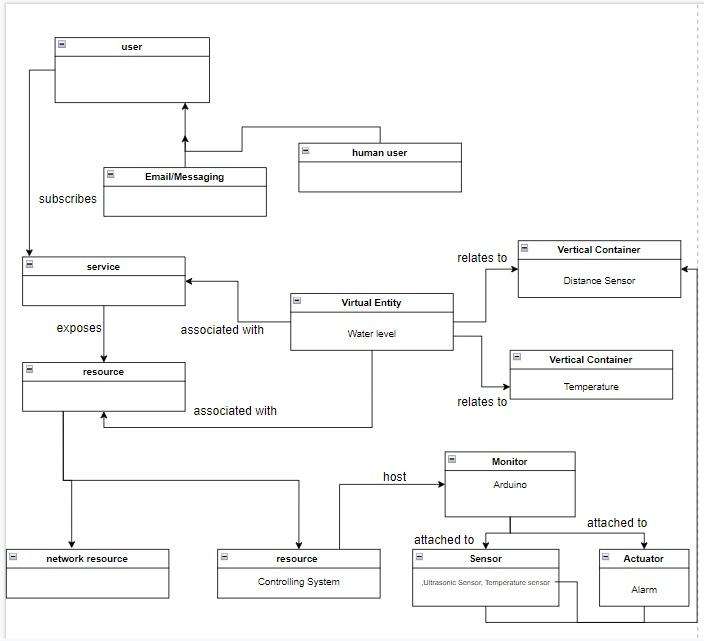 user
Email/Messaging
human user
subscribes
service
relates to
Vertical Container
Distance Sensor
Virtual Entity
Water level
exposes
associated with
Vertical Container
Temperature
resource
relates to
associated with
Monitor
Arduino
host
attached to
attached to
network resource
resource
Controlling System
Sensor
,Ultrasonic Sensor, Temperature sensor
Actuator
Alarm